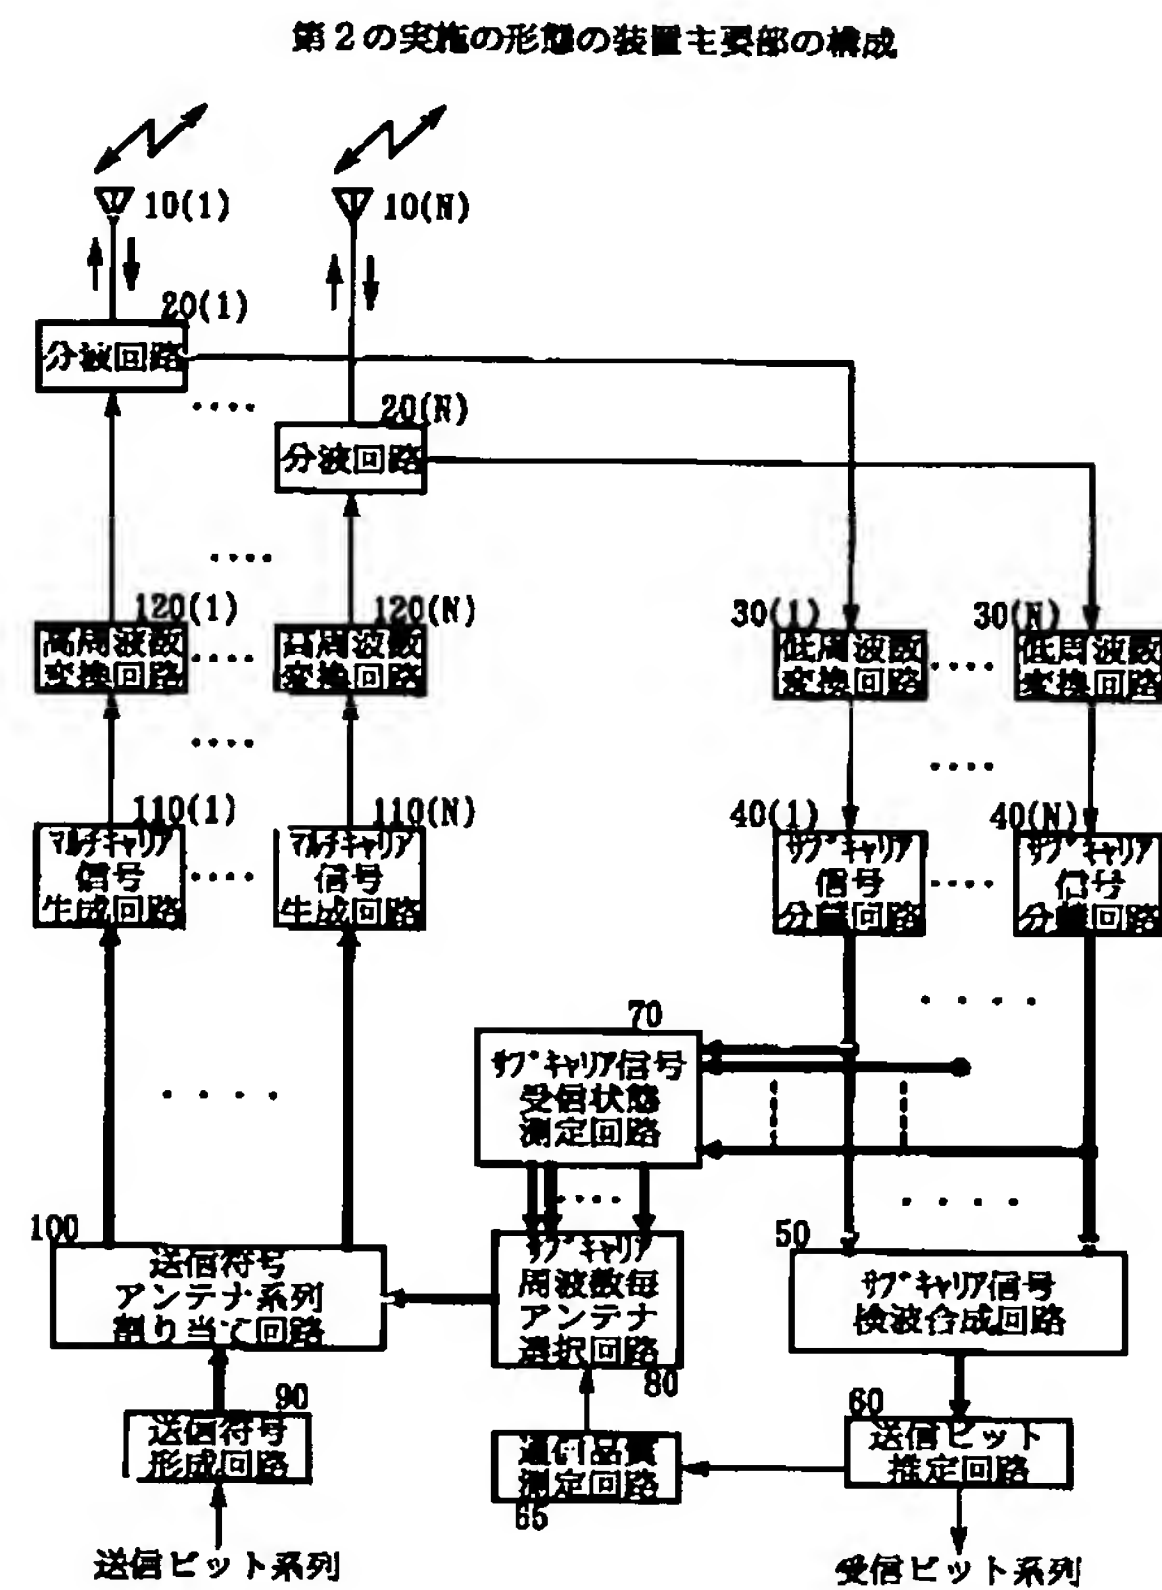 第2の実施の形態の装置主要部の構成
10(1)
10(N)
20(1)
分波回路
20(N)
分波回路
120(1)
高周波数
変換回路
120(N)
高周波数
変換回路
30(1)
低周波数
変換回路
30(N)
低周波数
変換回路
110(1)
マルチキャリア
信号
生成回路
110(N)
マルチキャリア
信号
生成回路
40(1)
サブキャリア
信号
分離回路
40(N)
サブキャリア
信号
分離回路
70
サブキャリア信号
受信状態
測定回路
100
送信符号
アンテナ系列
割り当て回路
サブキャリア
周波数毎
アンテナ
選択回路
80
50
サブキャリア信号
検波合成回路
90
送信符号
形成回路
通信品質
測定回路
65
60
送信ビット
推定回路
送信ビット系列
受信ビット系列